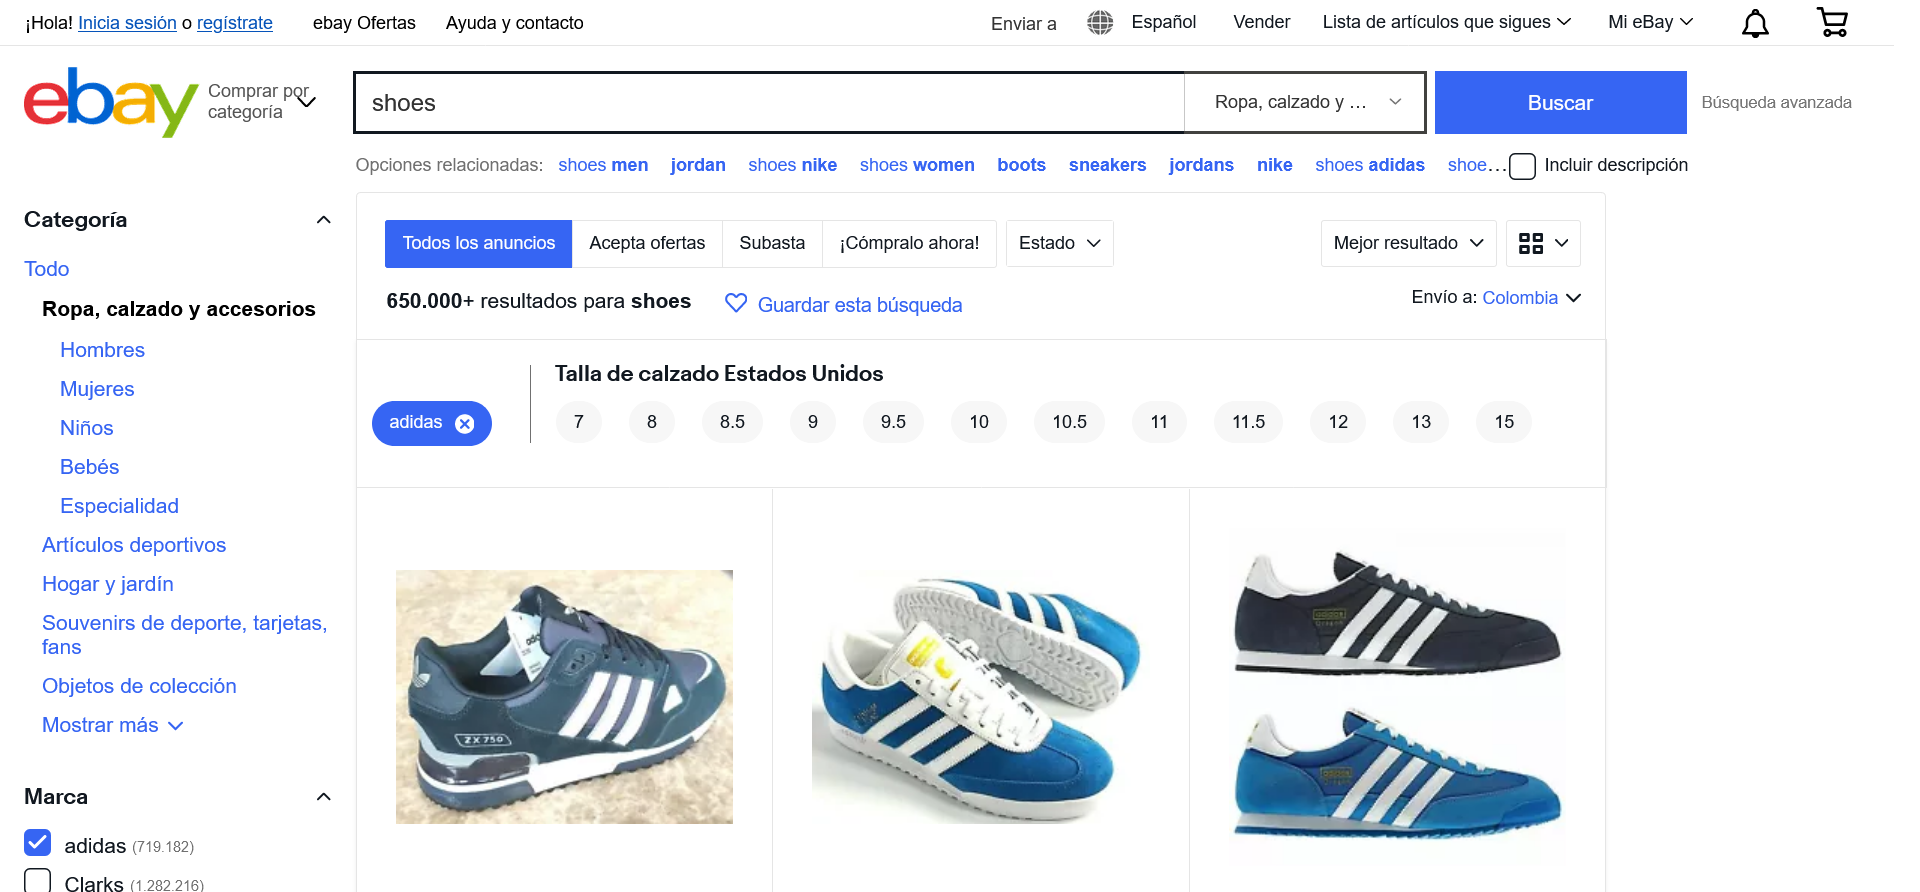 ¡Hola! Inicia sesión o regístrate ebay Ofertas Ayuda y contacto Enviar a Español Vender Lista de artículos que sigues Mi eBay
ebay
Comprar por
categoría
shoes Ropa, calzado y ... Buscar Búsqueda avanzada
Opciones relacionadas: shoes men jordan shoes nike shoes women boots sneakers jordans nike shoes adidas shoe... Incluir descripción
Categoría
Todo
Ropa, calzado y accesorios
Hombres
Mujeres
Niños
Bebés
Especialidad
Artículos deportivos
Hogar y jardín
Souvenirs de deporte, tarjetas,
fans
Objetos de colección
Mostrar más
Marca
adidas (719.182)
Clarks (1.282.216)
Todos los anuncios Acepta ofertas Subasta ¡Cómpralo ahora! Estado Mejor resultado
650.000+ resultados para shoes Guardar esta búsqueda Envío a: Colombia
Talla de calzado Estados Unidos
adidas 7 8 8.5 9 9.5 10 10.5 11 11.5 12 13 15
ZX 750